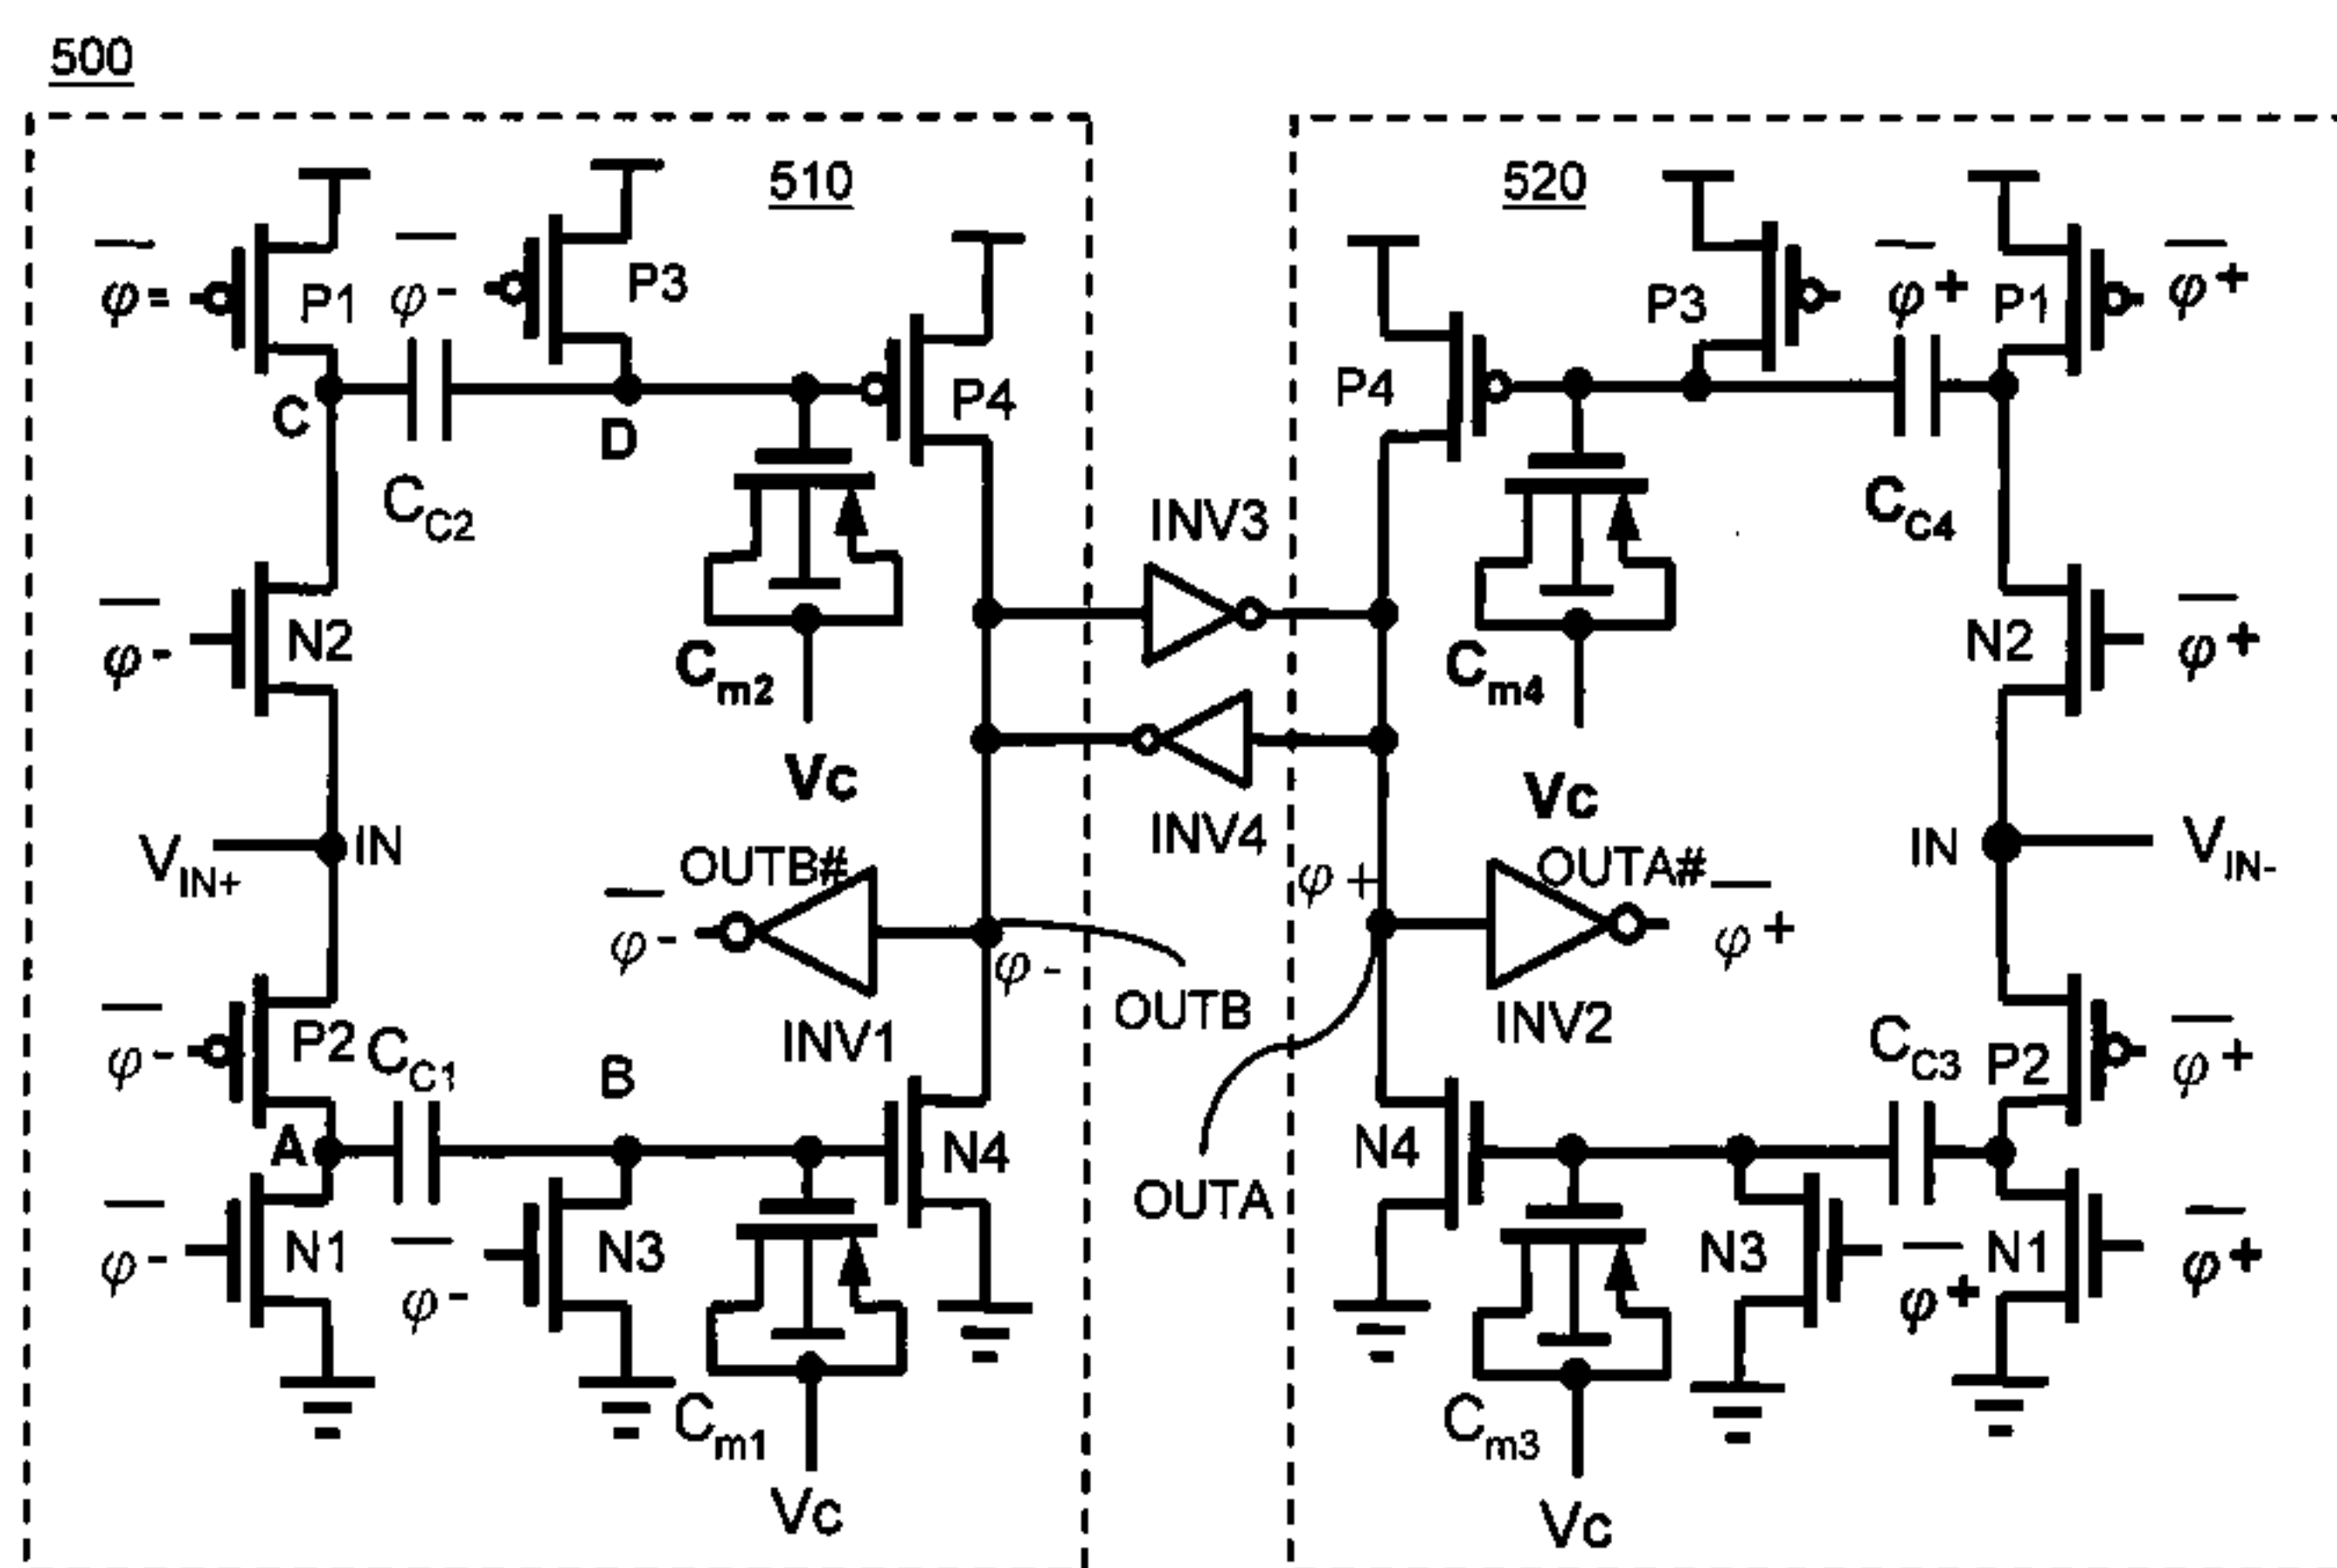 500
510
520
φ-
P1
φ-
P3
P4
C
D
C_C2
φ-
N2
C_m2
Vc
V_IN+
IN
OUTB#
φ-
φ-
INV1
φ-
P2
C_C1
A
B
N4
φ-
N1
φ-
N3
C_m1
Vc
INV3
INV4
OUTB
OUTA
P4
P3
φ+
P1
φ+
C_C4
C_m4
Vc
N2
φ+
φ+
OUTA#
φ+
INV2
IN
V_IN-
C_C3
P2
φ+
N4
N3
φ+
N1
φ+
C_m3
Vc